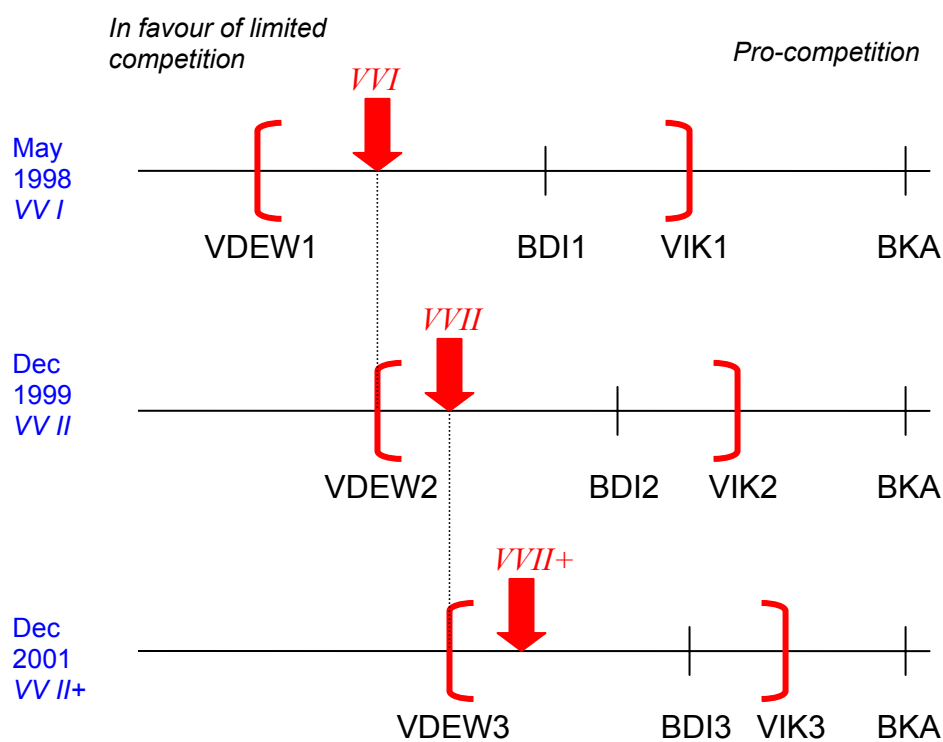 In favour of limited
competition
Pro-competition
VVI
May
1998
VV I
VDEW1 BDI1 VIK1 BKA
VVII
Dec
1999
VV II
VDEW2 BDI2 VIK2 BKA
VVII+
Dec
2001
VV II+
VDEW3 BDI3 VIK3 BKA